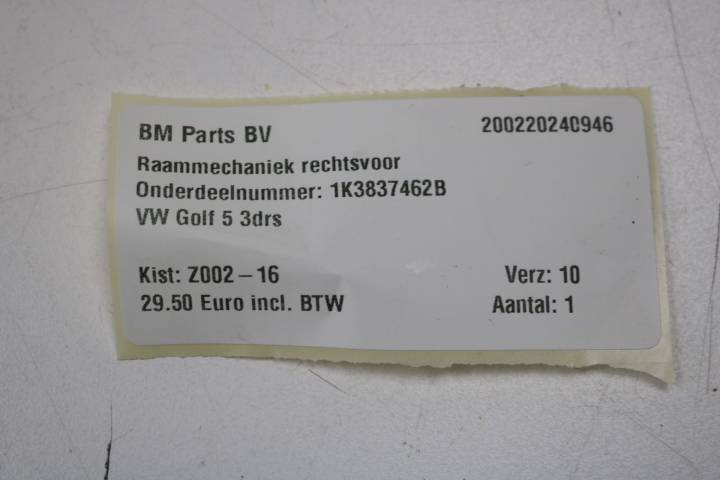 BM Parts BV 200220240946
Raammechaniek rechtsvoor
Onderdeelnummer: 1K3837462B
VW Golf 5 3drs
Kist: Z002-16 Verz: 10
29.50 Euro incl. BTW Aantal: 1